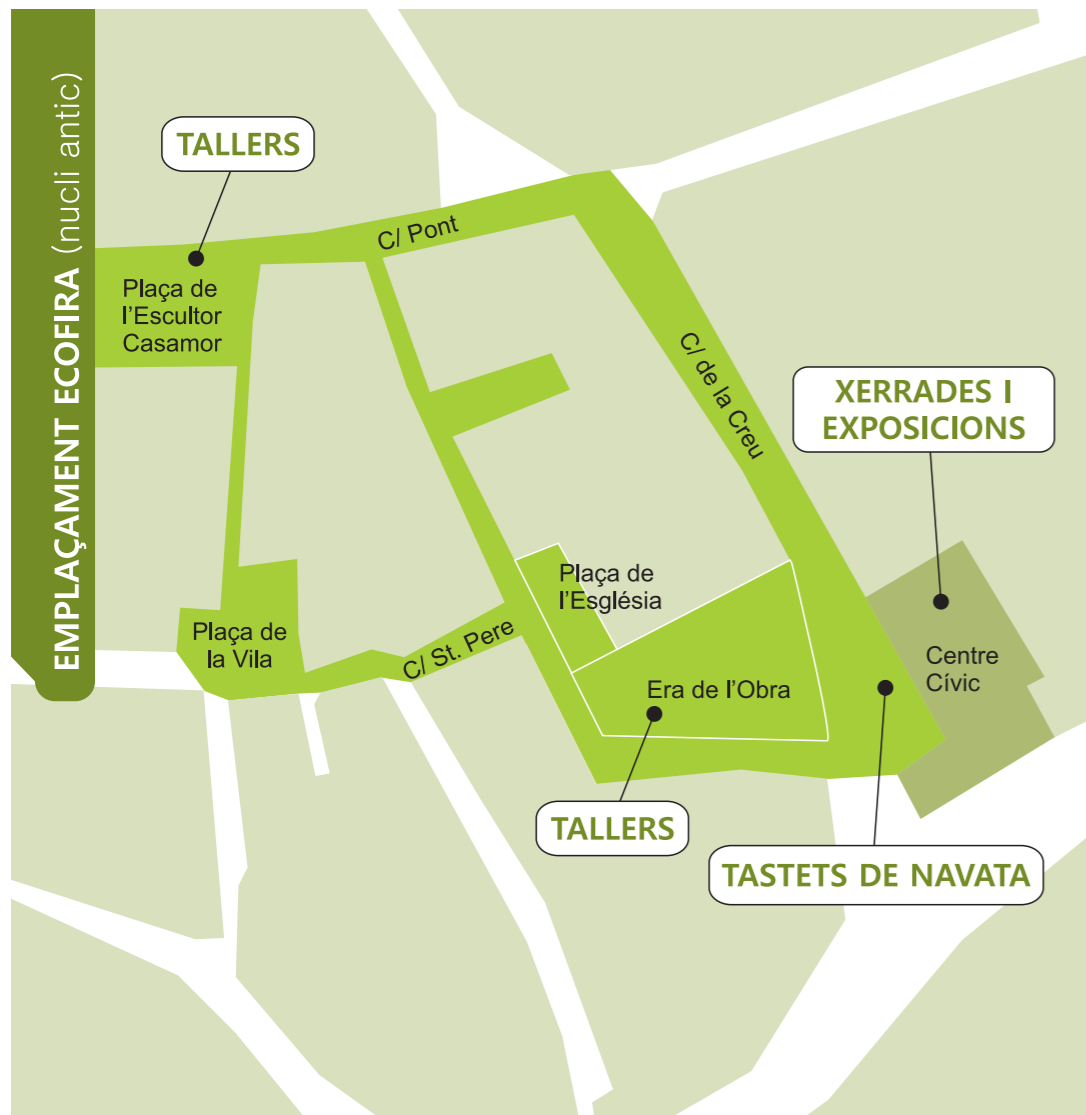 EMPLAÇAMENT ECOFIRA (nucli antic)
TALLERS
C/ Pont
Plaça de
l'Escultor
Casamor
C/ de la Creu
XERRADES I
EXPOSICIONS
Plaça de
l'Església
Plaça de
la Vila
C/ St. Pere
Centre
Cívic
Era de l'Obra
TALLERS
TASTETS DE NAVATA